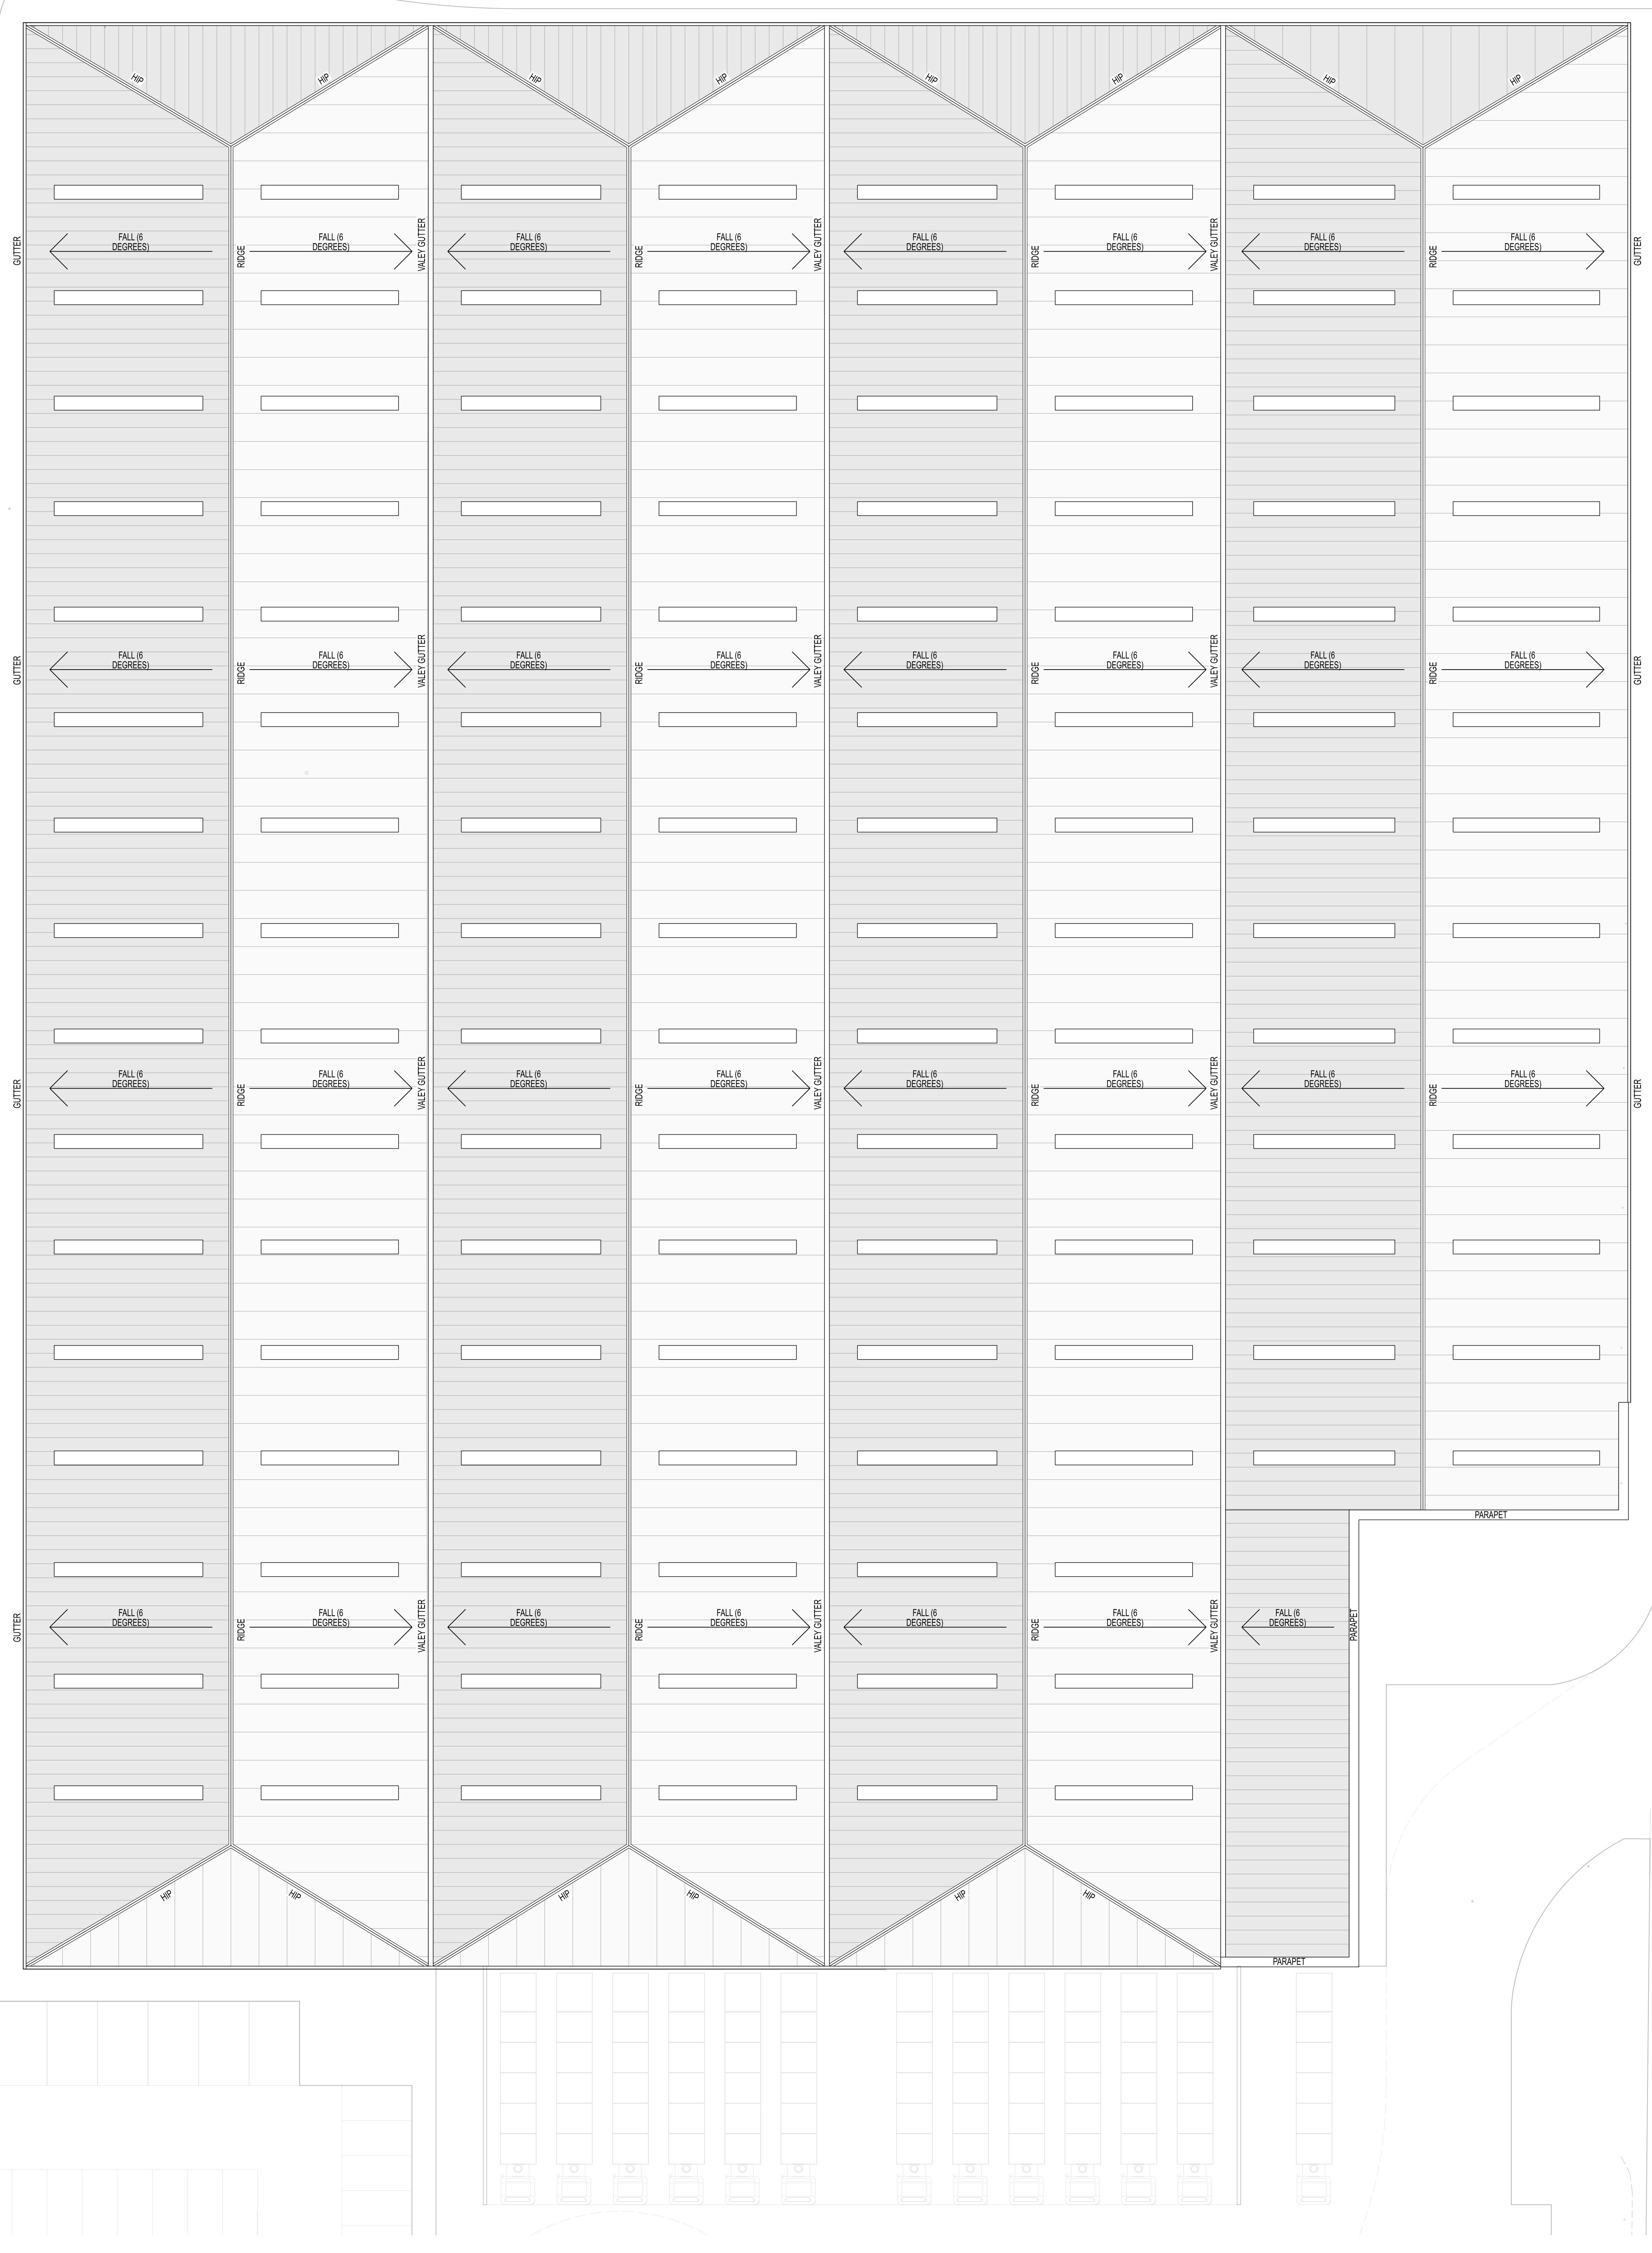 HIP HIP HIP HIP HIP HIP HIP HIP
GUTTER
FALL (6
DEGREES)
RIDGE
FALL (6
DEGREES)
VALEY GUTTER
FALL (6
DEGREES)
RIDGE
FALL (6
DEGREES)
VALEY GUTTER
FALL (6
DEGREES)
RIDGE
FALL (6
DEGREES)
VALEY GUTTER
FALL (6
DEGREES)
RIDGE
FALL (6
DEGREES)
GUTTER
GUTTER
FALL (6
DEGREES)
RIDGE
FALL (6
DEGREES)
VALEY GUTTER
FALL (6
DEGREES)
RIDGE
FALL (6
DEGREES)
VALEY GUTTER
FALL (6
DEGREES)
RIDGE
FALL (6
DEGREES)
VALEY GUTTER
FALL (6
DEGREES)
RIDGE
FALL (6
DEGREES)
GUTTER
GUTTER
FALL (6
DEGREES)
RIDGE
FALL (6
DEGREES)
VALEY GUTTER
FALL (6
DEGREES)
RIDGE
FALL (6
DEGREES)
VALEY GUTTER
FALL (6
DEGREES)
RIDGE
FALL (6
DEGREES)
VALEY GUTTER
FALL (6
DEGREES)
RIDGE
FALL (6
DEGREES)
GUTTER
PARAPET
GUTTER
FALL (6
DEGREES)
RIDGE
FALL (6
DEGREES)
VALEY GUTTER
FALL (6
DEGREES)
RIDGE
FALL (6
DEGREES)
VALEY GUTTER
FALL (6
DEGREES)
RIDGE
FALL (6
DEGREES)
VALEY GUTTER
FALL (6
DEGREES)
PARAPET
HIP HIP HIP HIP HIP HIP
PARAPET